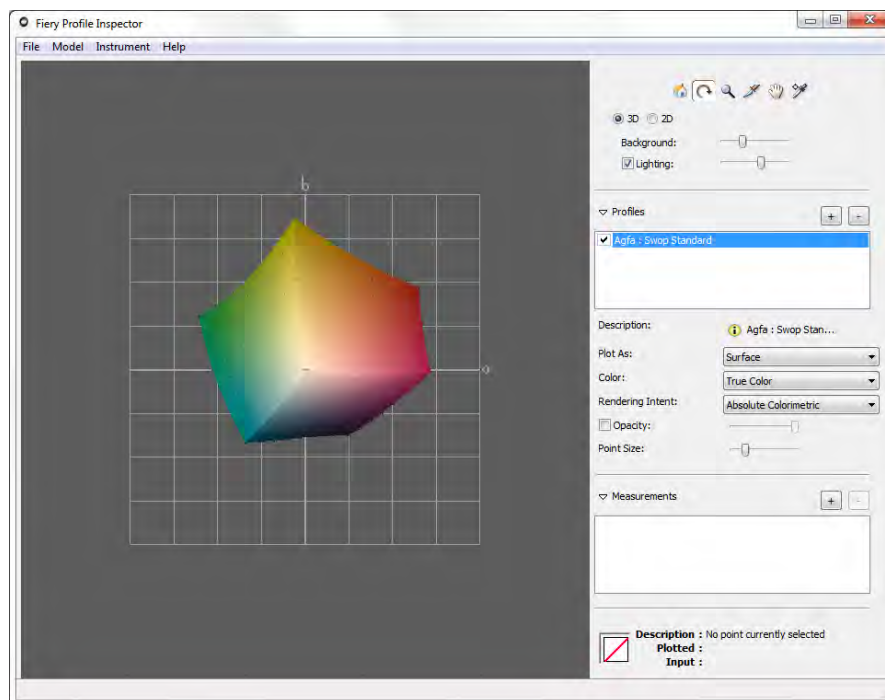 Fiery Profile Inspector
File Model Instrument Help
3D 2D
Background:
Lighting:
Profiles
+ -
Agfa : Swop Standard
Description: Agfa : Swop Stan...
Plot As: Surface
Color: True Color
Rendering Intent: Absolute Colorimetric
Opacity:
Point Size:
Measurements
+ -
Description : No point currently selected
Plotted :
Input :
b
a